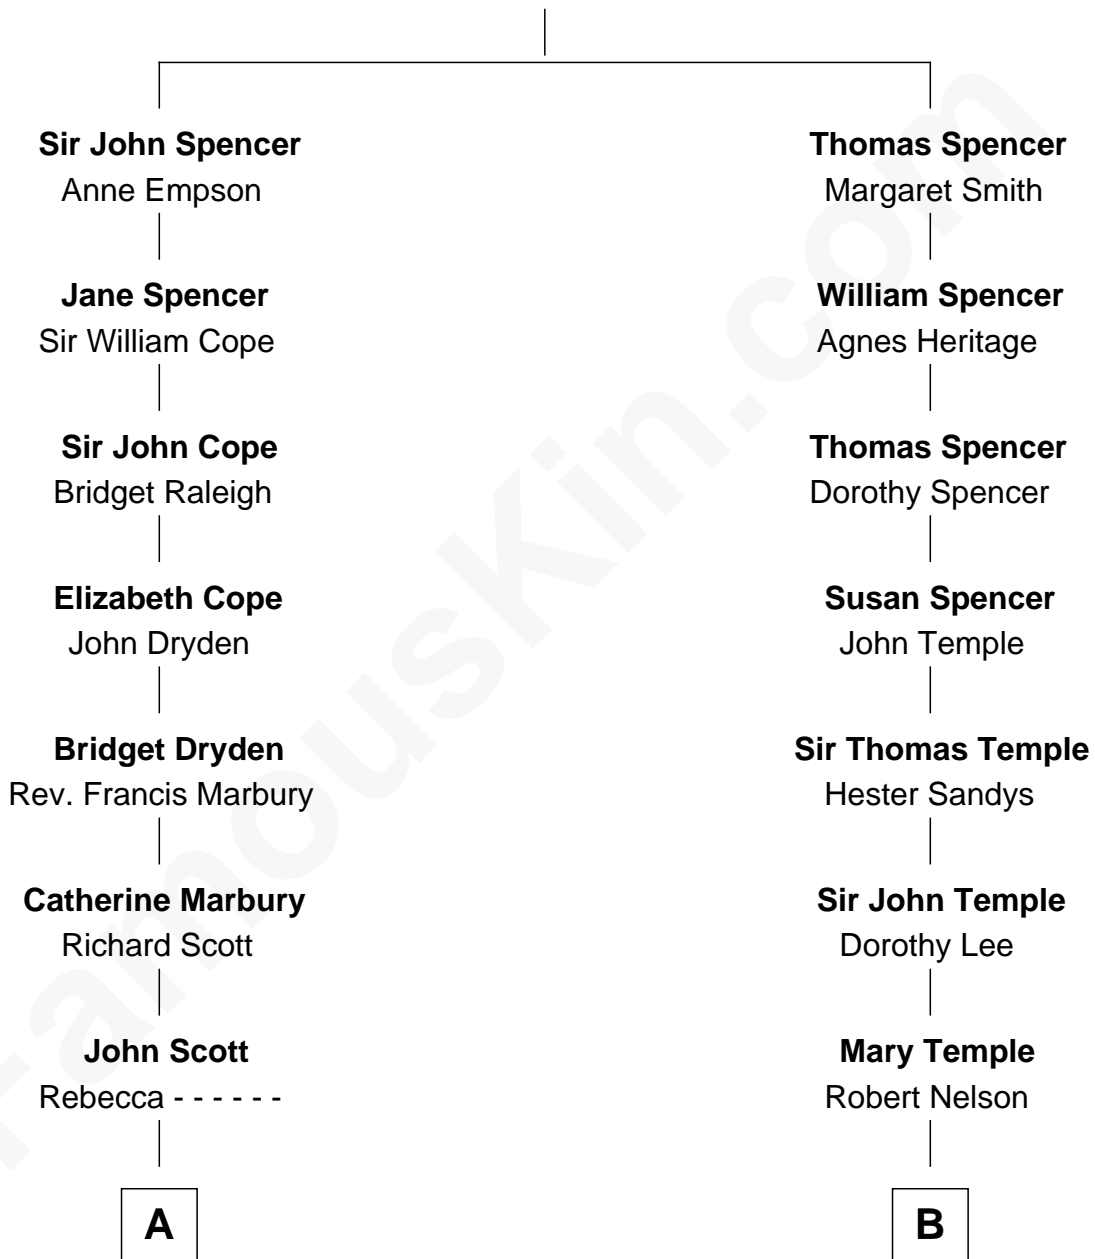 Sir John Spencer
Anne Empson
Thomas Spencer
Margaret Smith
Jane Spencer
Sir William Cope
William Spencer
Agnes Heritage
Sir John Cope
Bridget Raleigh
Thomas Spencer
Dorothy Spencer
Elizabeth Cope
John Dryden
Susan Spencer
John Temple
Bridget Dryden
Rev. Francis Marbury
Sir Thomas Temple
Hester Sandys
Catherine Marbury
Richard Scott
Sir John Temple
Dorothy Lee
John Scott
Rebecca - - - - - -
Mary Temple
Robert Nelson
A
B
FamousKin.com